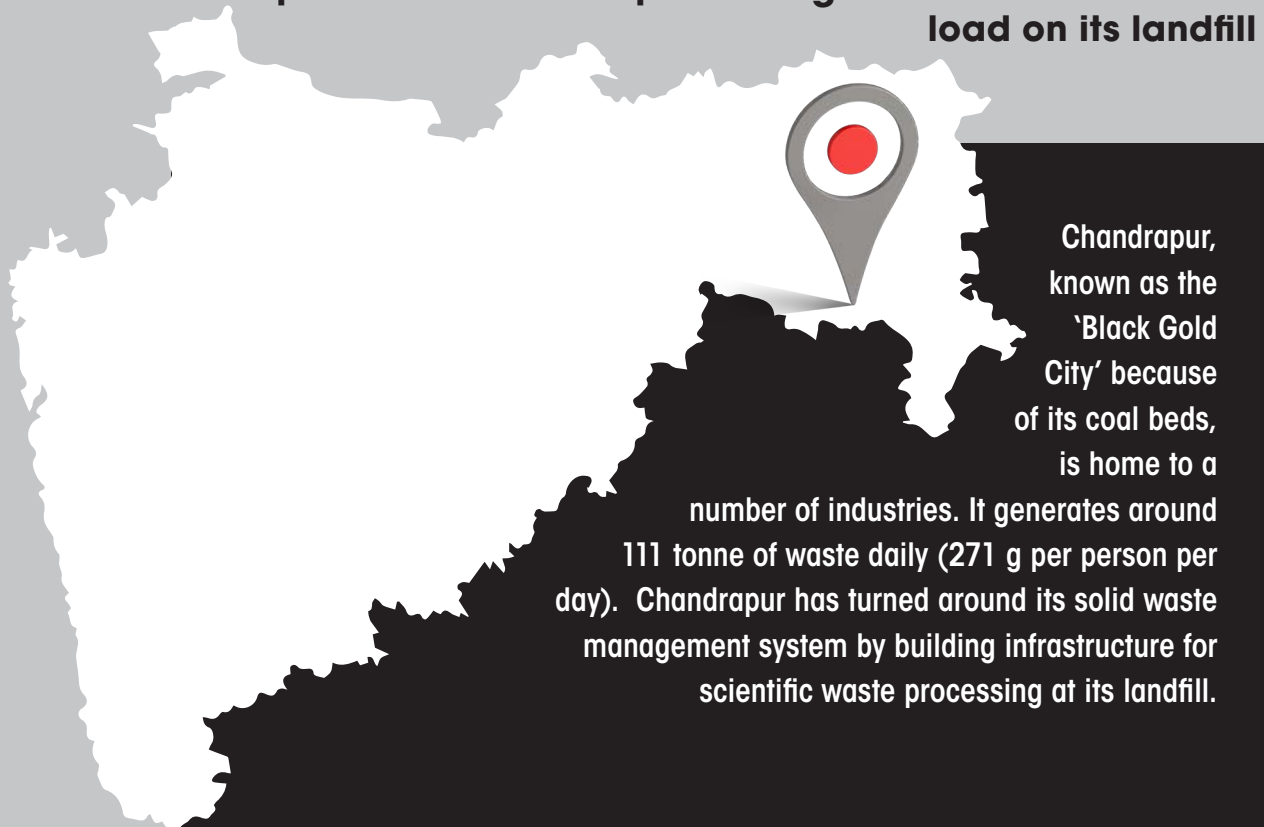 load on its landfill
Chandrapur,
known as the
‘Black Gold
City’ because
of its coal beds,
is home to a
number of industries. It generates around
111 tonne of waste daily (271 g per person per
day).  Chandrapur has turned around its solid waste
management system by building infrastructure for
scientific waste processing at its landfill.